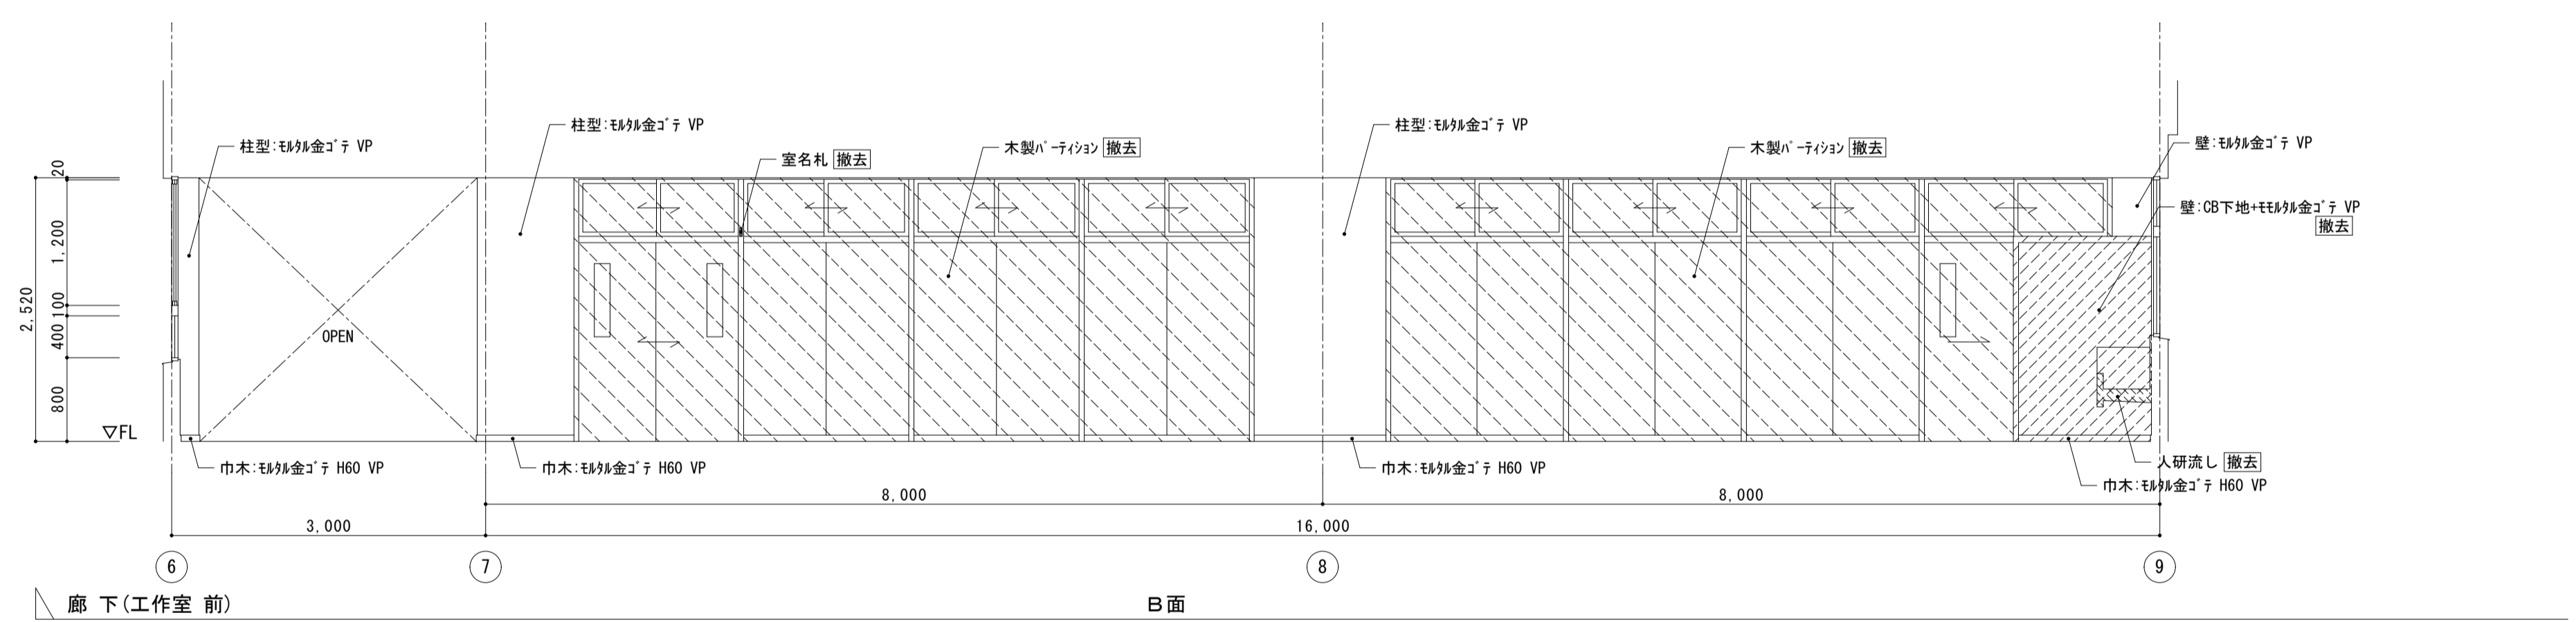 柱型:ﾓﾙﾀﾙ金ｺﾞﾃ VP
柱型:ﾓﾙﾀﾙ金ｺﾞﾃ VP
室名札 撤去
木製ﾊﾟｰﾃｨｼｮﾝ 撤去
柱型:ﾓﾙﾀﾙ金ｺﾞﾃ VP
木製ﾊﾟｰﾃｨｼｮﾝ 撤去
壁:ﾓﾙﾀﾙ金ｺﾞﾃ VP
壁:CB下地+ﾓﾓﾙﾀﾙ金ｺﾞﾃ VP
撤去
20
1,200
100
400
800
2,520
OPEN
▽FL
巾木:ﾓﾙﾀﾙ金ｺﾞﾃ H60 VP
巾木:ﾓﾙﾀﾙ金ｺﾞﾃ H60 VP
巾木:ﾓﾙﾀﾙ金ｺﾞﾃ H60 VP
人研流し 撤去
巾木:ﾓﾙﾀﾙ金ｺﾞﾃ H60 VP
8,000
8,000
3,000
16,000
6
7
8
9
廊 下(工作室 前)
B面